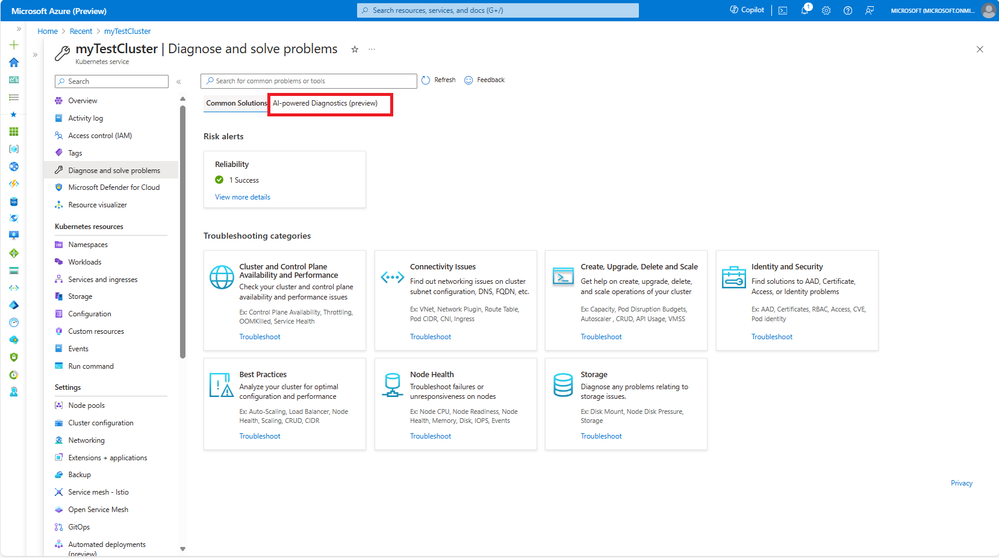 Microsoft Azure (Preview)
Search resources, services, and docs (G+/)
Copilot
1
MICROSOFT (MICROSOFT.ONMI...
Home > Recent > myTestCluster
myTestCluster | Diagnose and solve problems
Kubernetes service
Search
Overview
Activity log
Access control (IAM)
Tags
Diagnose and solve problems
Microsoft Defender for Cloud
Resource visualizer
Kubernetes resources
Namespaces
Workloads
Services and ingresses
Storage
Configuration
Custom resources
Events
Run command
Settings
Node pools
Cluster configuration
Networking
Extensions + applications
Backup
Service mesh - Istio
Open Service Mesh
GitOps
Automated deployments
(preview)
Search for common problems or tools
Refresh
Feedback
Common Solutions
AI-powered Diagnostics (preview)
Risk alerts
Reliability
1 Success
View more details
Troubleshooting categories
Cluster and Control Plane
Availability and Performance
Check your cluster and control
plane availability and performance
issues
Ex: Control Plane Availability, Throttling,
OOMKilled, Service Health
Troubleshoot
Connectivity Issues
Find out networking issues on cluster
subnet configuration, DNS, FQDN, etc.
Ex: VNet, Network Plugin, Route Table,
Pod CIDR, CNI, Ingress
Troubleshoot
Create, Upgrade, Delete and Scale
Get help on create, upgrade, delete,
and scale operations of your cluster
Ex: Capacity, Pod Disruption Budgets,
Autoscaler , CRUD, API Usage, VMSS
Troubleshoot
Identity and Security
Find solutions to AAD, Certificate,
Access, or Identity problems
Ex: AAD, Certificates, RBAC, Access, CVE,
Pod identity
Troubleshoot
Best Practices
Analyze your cluster for optimal
configuration and performance
Ex: Auto-Scaling, Load Balancer, Node
Health, Scaling, CRUD, CIDR
Troubleshoot
Node Health
Troubleshoot failures or
unresponsiveness on nodes
Ex: Node CPU, Node Readiness, Node
Health, Memory, Disk, IOPS, Events
Troubleshoot
Storage
Diagnose any problems relating to
storage issues.
Ex: Disk Mount, Node Disk Pressure,
Storage
Troubleshoot
Privacy